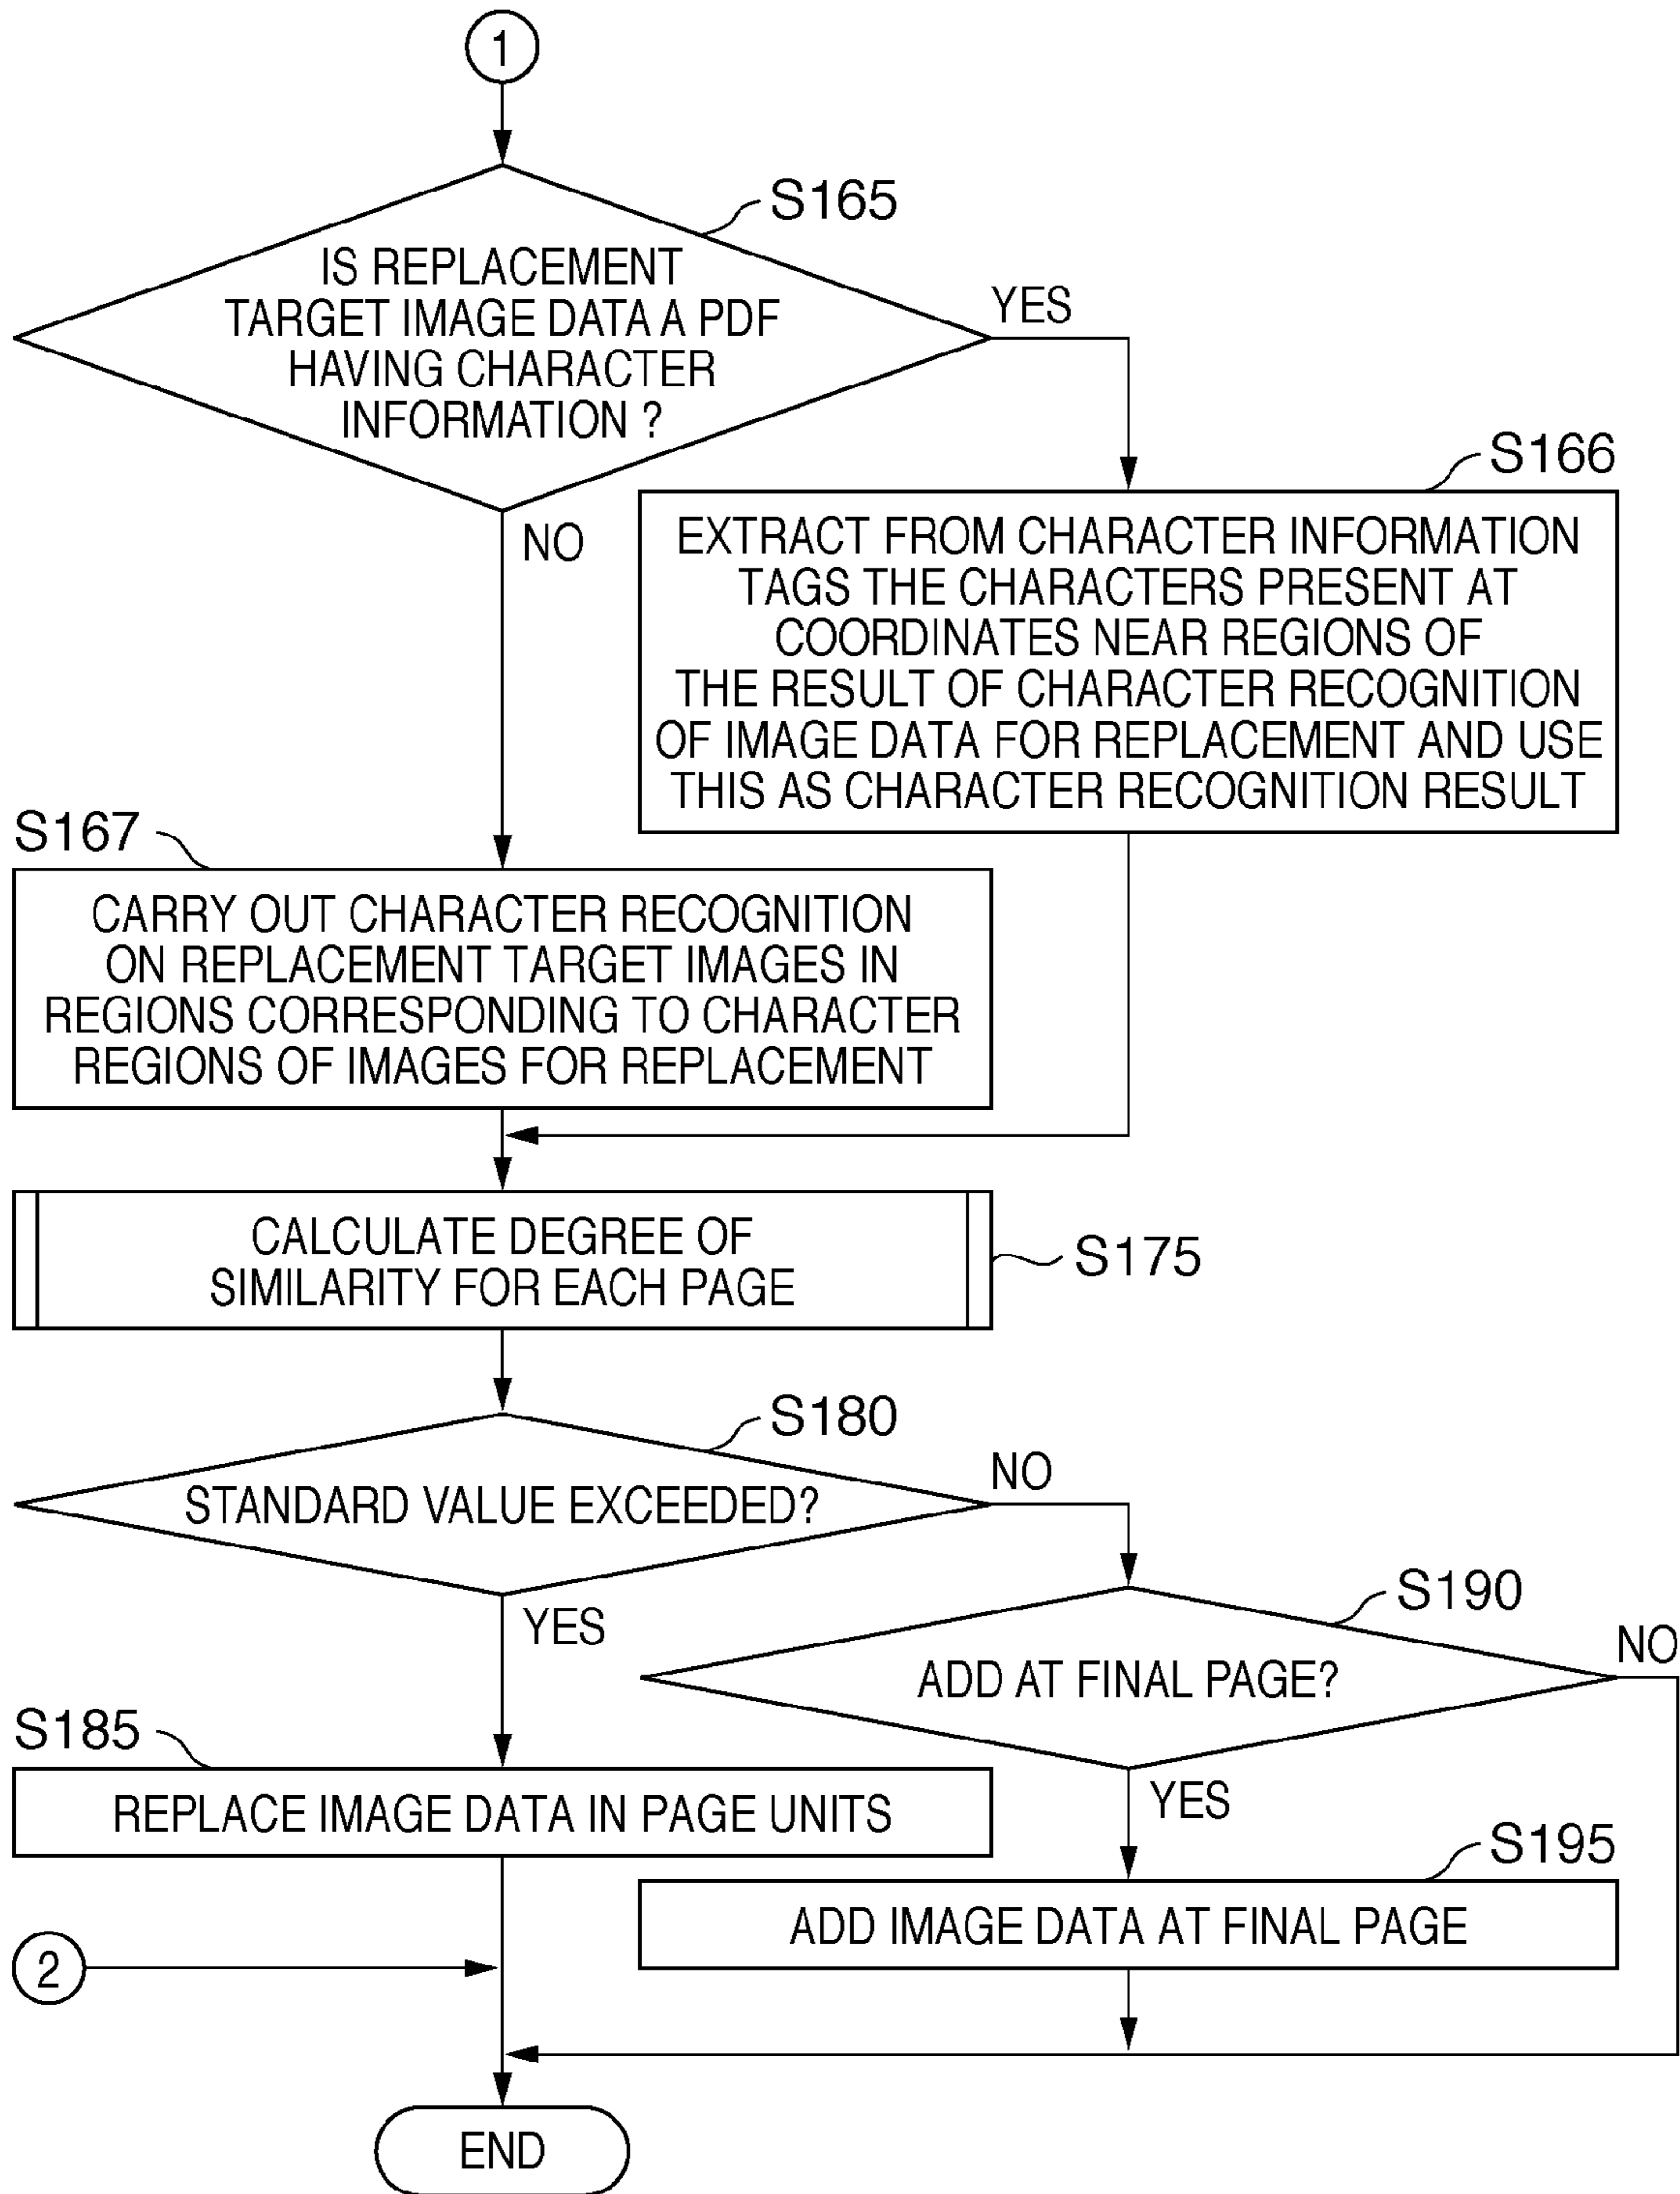 1
S165
IS REPLACEMENT
TARGET IMAGE DATA A PDF
HAVING CHARACTER
INFORMATION ?
YES
NO
S166
EXTRACT FROM CHARACTER INFORMATION
TAGS THE CHARACTERS PRESENT AT
COORDINATES NEAR REGIONS OF
THE RESULT OF CHARACTER RECOGNITION
OF IMAGE DATA FOR REPLACEMENT AND USE
THIS AS CHARACTER RECOGNITION RESULT
S167
CARRY OUT CHARACTER RECOGNITION
ON REPLACEMENT TARGET IMAGES IN
REGIONS CORRESPONDING TO CHARACTER
REGIONS OF IMAGES FOR REPLACEMENT
CALCULATE DEGREE OF
SIMILARITY FOR EACH PAGE
S175
S180
STANDARD VALUE EXCEEDED?
NO
YES
S190
ADD AT FINAL PAGE?
NO
YES
S185
REPLACE IMAGE DATA IN PAGE UNITS
S195
ADD IMAGE DATA AT FINAL PAGE
2
END